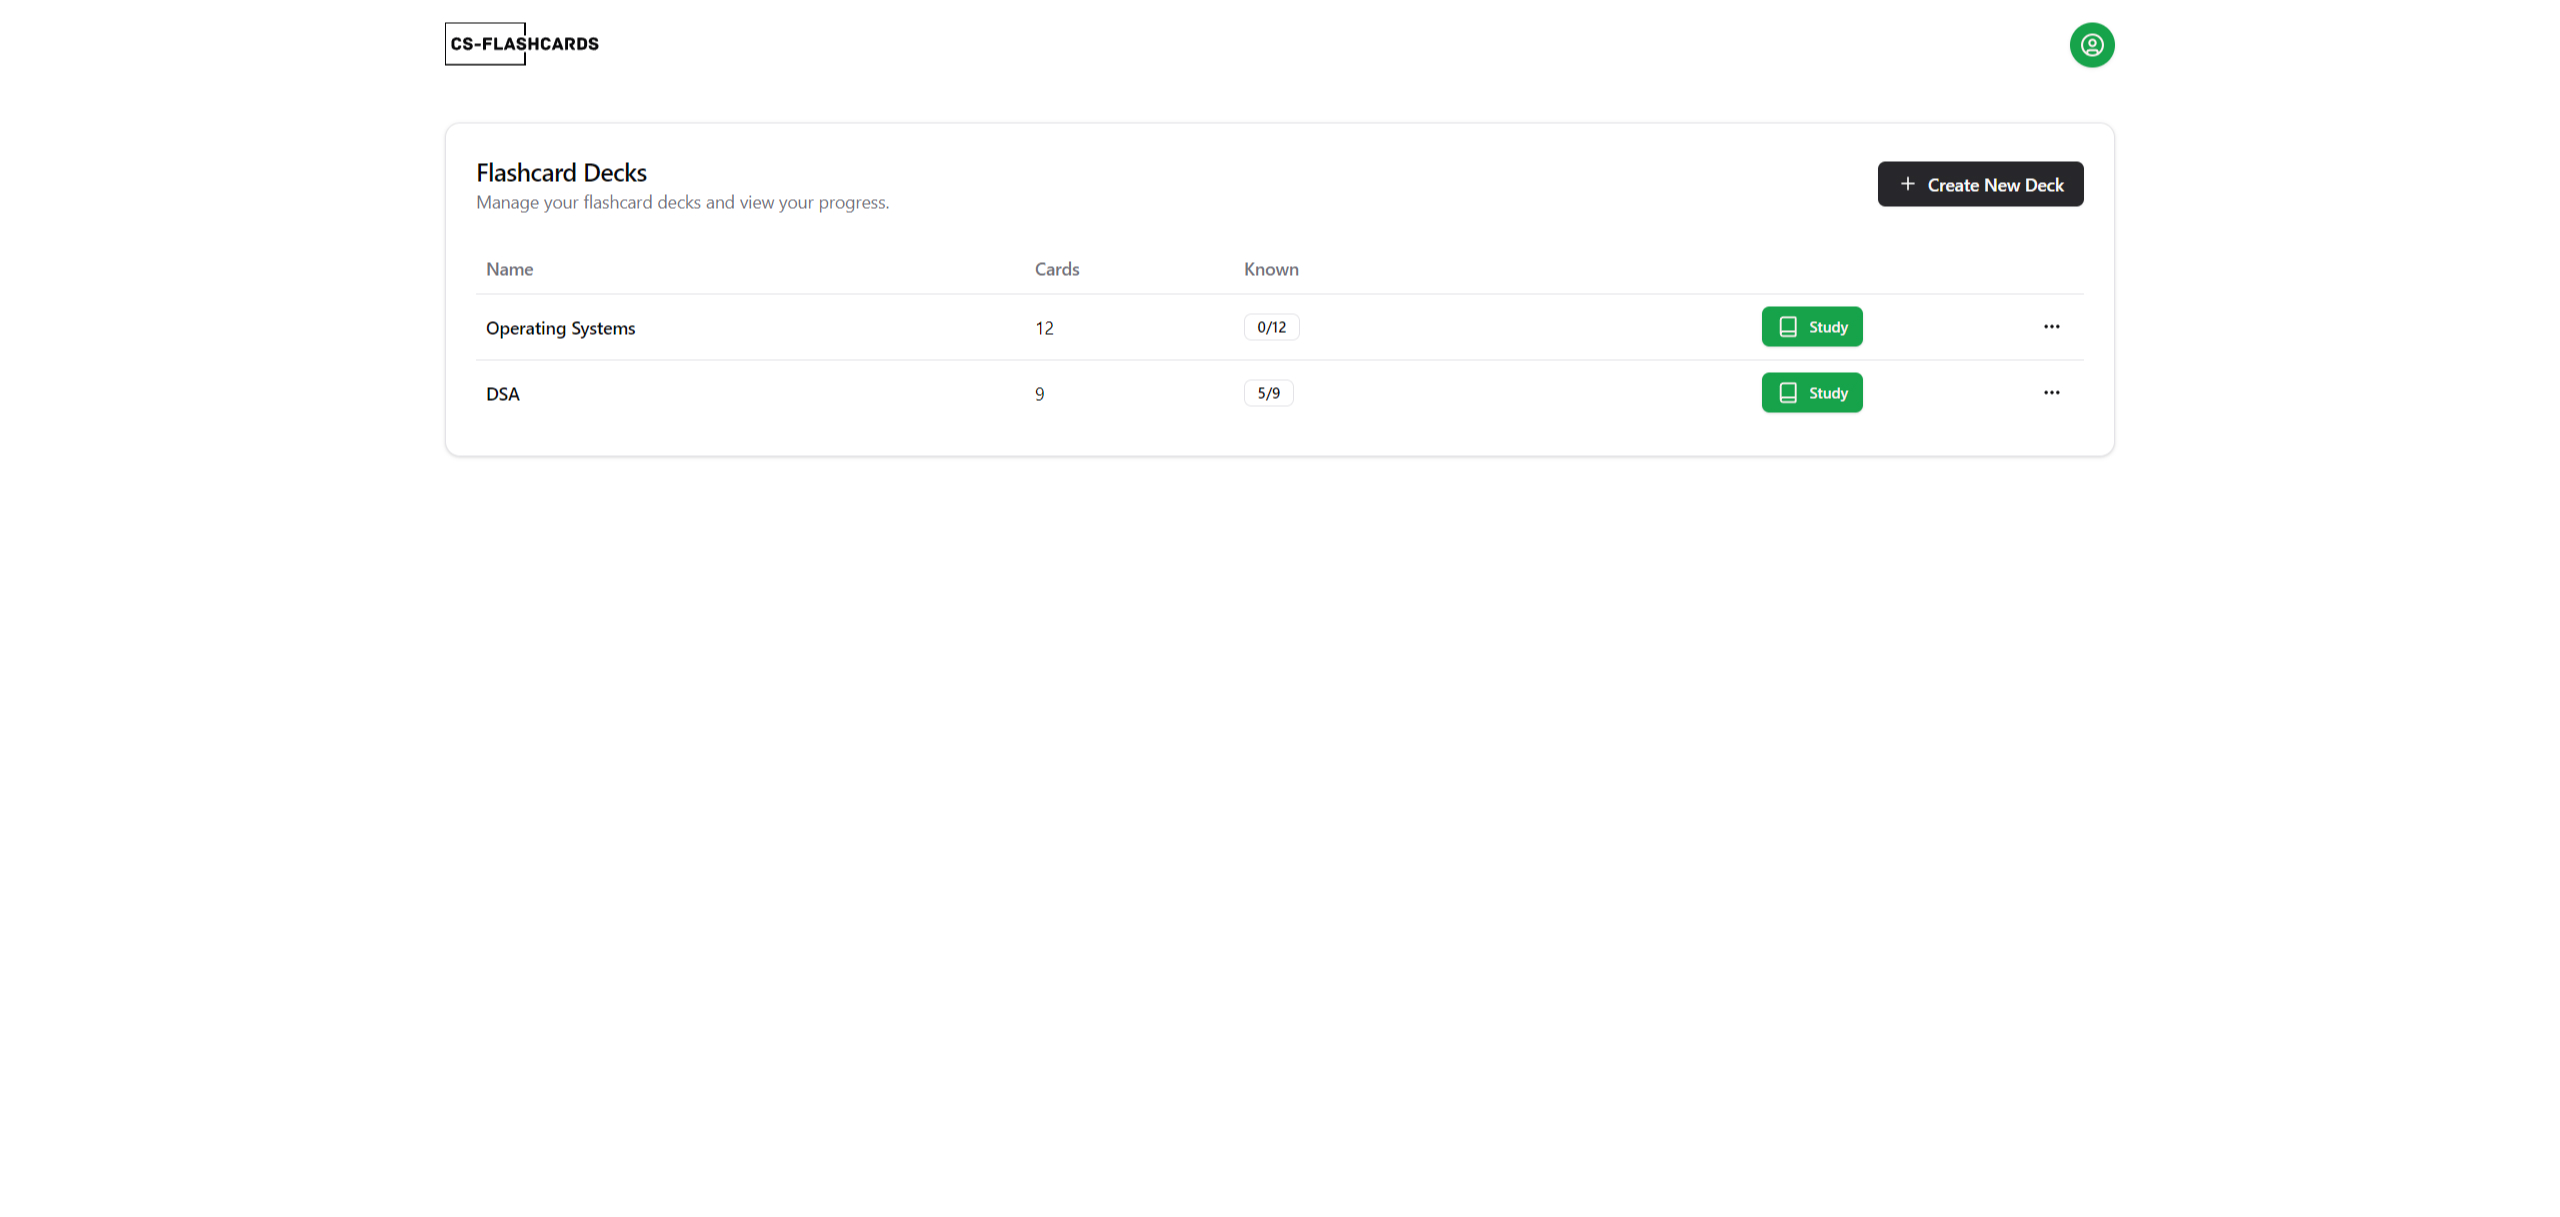 CS-FLASHCARDS
Flashcard Decks
Manage your flashcard decks and view your progress.
+ Create New Deck
Name Cards Known
Operating Systems 12 0/12 Study ...
DSA 9 5/9 Study ...